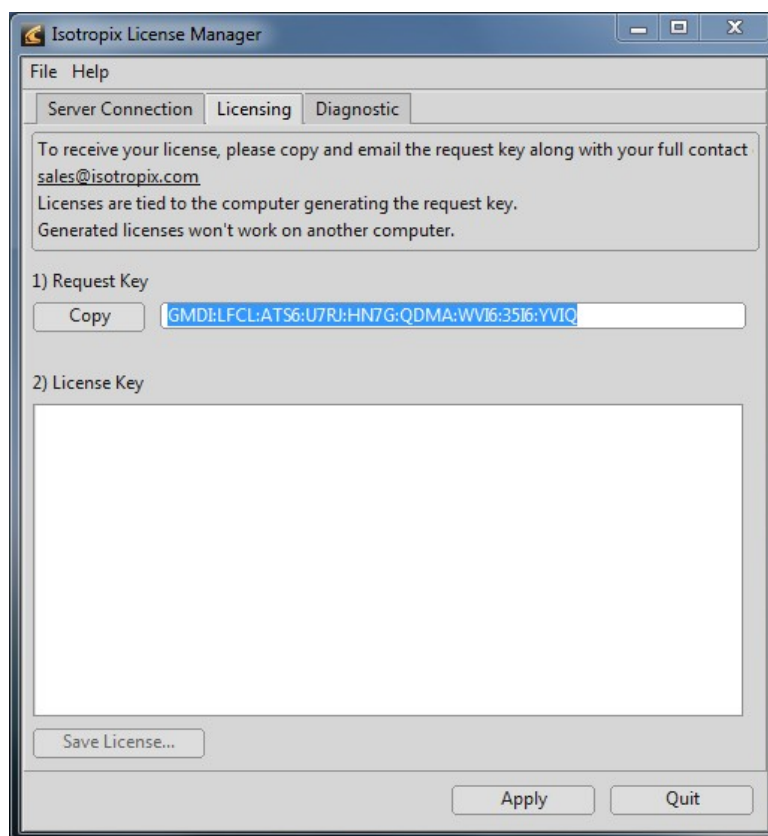 Isotropix License Manager
File Help
Server Connection Licensing Diagnostic
To receive your license, please copy and email the request key along with your full contact
sales@isotropix.com
Licenses are tied to the computer generating the request key.
Generated licenses won't work on another computer.
1) Request Key
Copy GMDI:LFCL:ATS6:U7RJ:HN7G:QDMA:WVI6:35I6:YVIQ
2) License Key
Save License...
Apply Quit